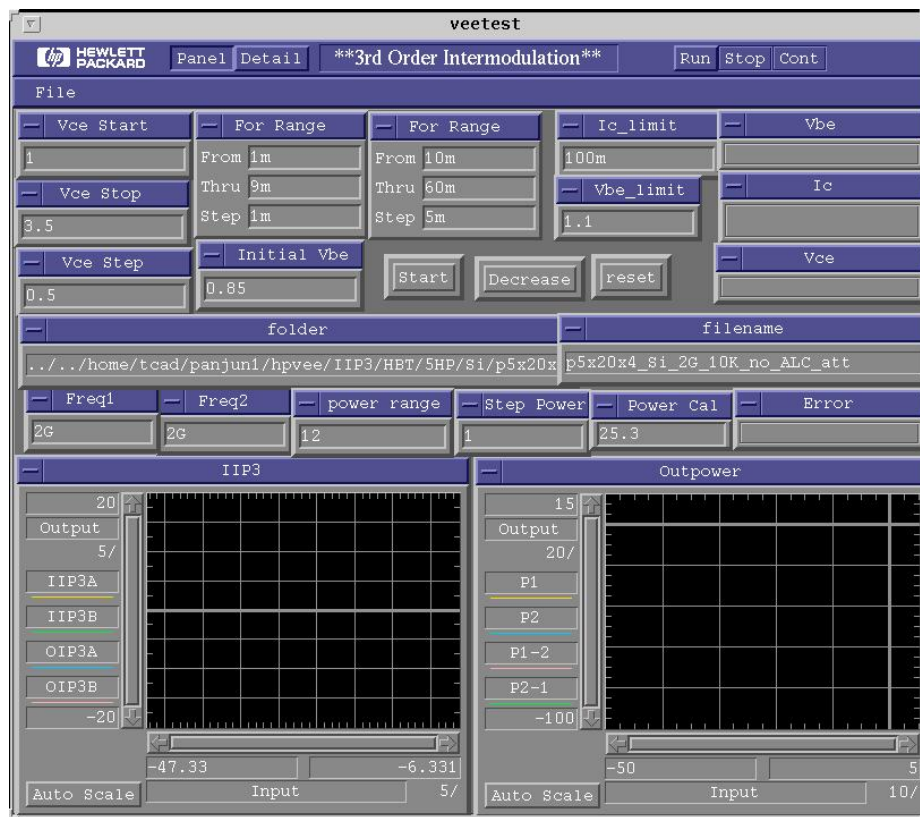 veetest
hp HEWLETT PACKARD Panel Detail **3rd Order Intermodulation** Run Stop Cont
File
Vce Start
1
For Range
From 1m
Thru 9m
Step 1m
For Range
From 10m
Thru 60m
Step 5m
Ic_limit
100m
Vbe
Vce Stop
3.5
Vbe_limit
1.1
Ic
Vce Step
0.5
Initial Vbe
0.85
Start
Decrease
reset
Vce
folder
../../home/tcad/panjun1/hpvee/IIP3/HBT/5HP/Si/p5x20x
filename
p5x20x4_Si_2G_10K_no_ALC_att
Freq1
2G
Freq2
2G
power range
12
Step Power
1
Power Cal
25.3
Error
IIP3
20
Output
5/
IIP3A
IIP3B
OIP3A
OIP3B
-20
-47.33
-6.331
Auto Scale
Input
5/
Outpower
15
Output
20/
P1
P2
P1-2
P2-1
-100
-50
5
Auto Scale
Input
10/